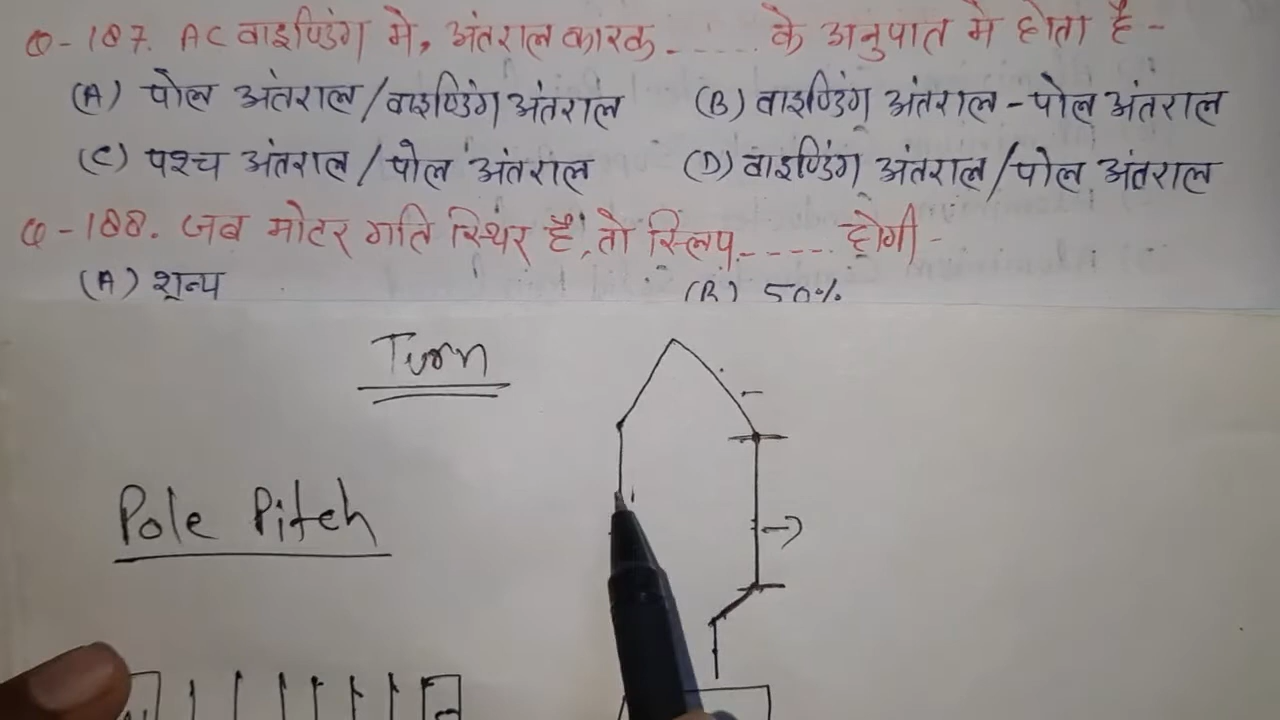 Q-187. AC वाइण्डिंग मे, अंतराल कारक ----- के अनुपात मे होता है -
(A) पोल अंतराल/वाइण्डिंग अंतराल (B) वाइण्डिंग अंतराल - पोल अंतराल
(C) पश्च अंतराल/पोल अंतराल (D) वाइण्डिंग अंतराल/पोल अंतराल
Q-188. जब मोटर गति स्थिर है, तो स्लिप ----- होगी -
(A) शून्य (B) 50%
Turn
Pole Pitch